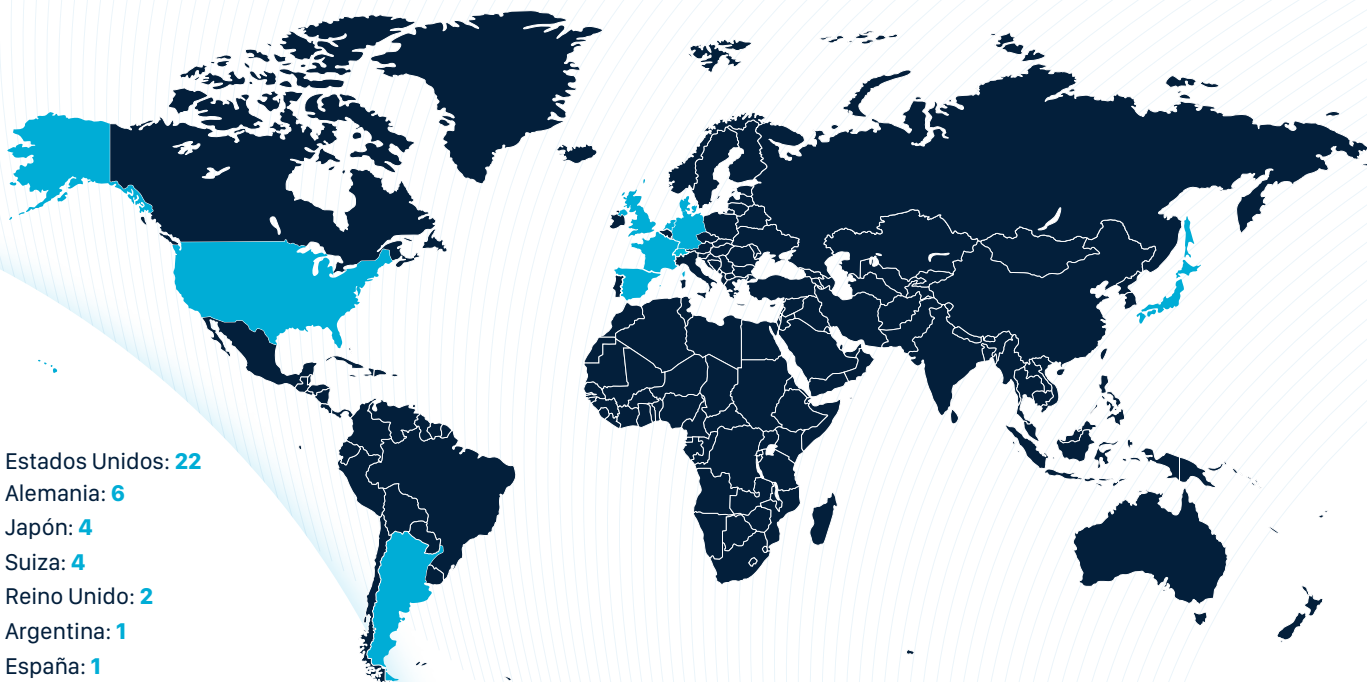 Estados Unidos: 22
Alemania: 6
Japón: 4
Suiza: 4
Reino Unido: 2
Argentina: 1
España: 1